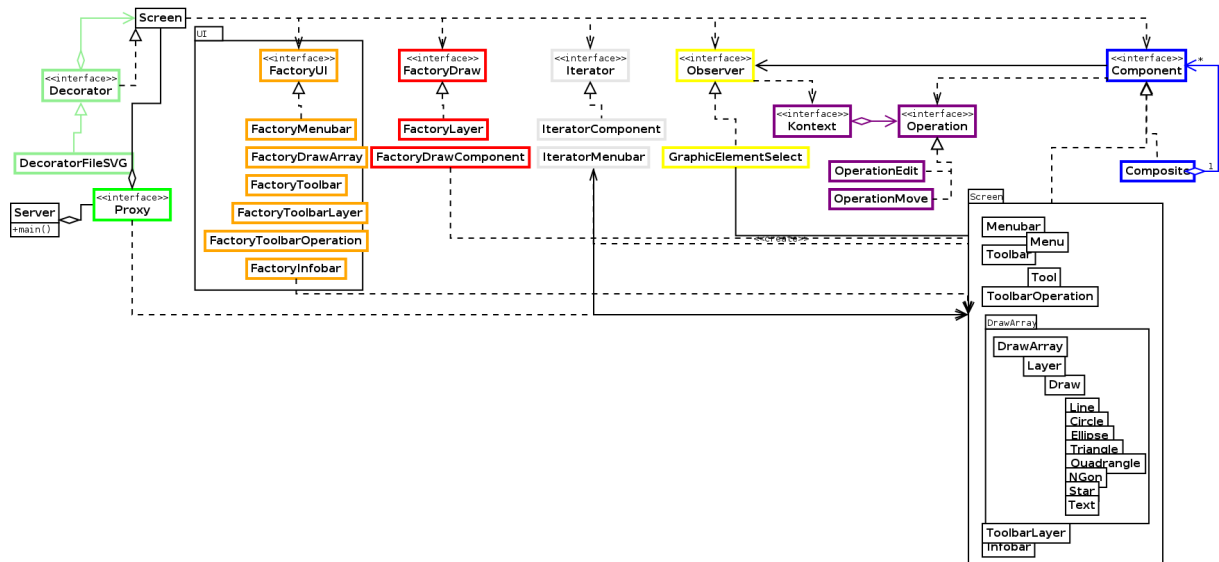 Screen
UI
<<interface>>
Decorator
<<interface>>
FactoryUI
<<interface>>
FactoryDraw
<<interface>>
Iterator
<<interface>>
Observer
<<interface>>
Component
*
<<interface>>
Kontext
<<interface>>
Operation
FactoryMenubar
FactoryLayer
IteratorComponent
DecoratorFileSVG
FactoryDrawArray
FactoryDrawComponent
IteratorMenubar
GraphicElementSelect
OperationEdit
Composite
1
FactoryToolbar
OperationMove
<<interface>>
Proxy
Server
+main()
FactoryToolbarLayer
FactoryToolbarOperation
FactoryInfobar
<<create>>
Screen
Menubar
Menu
Toolbar
Tool
ToolbarOperation
DrawArray
DrawArray
Layer
Draw
Line
Circle
Ellipse
Triangle
Quadrangle
NGon
Star
Text
ToolbarLayer
Infobar